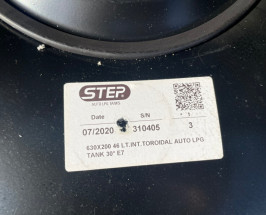 STEP
AUTO LPG TANKS
Date S/N
07/2020 310405 3
630X200 46 LT.INT.TOROIDAL AUTO LPG
TANK 30° E7